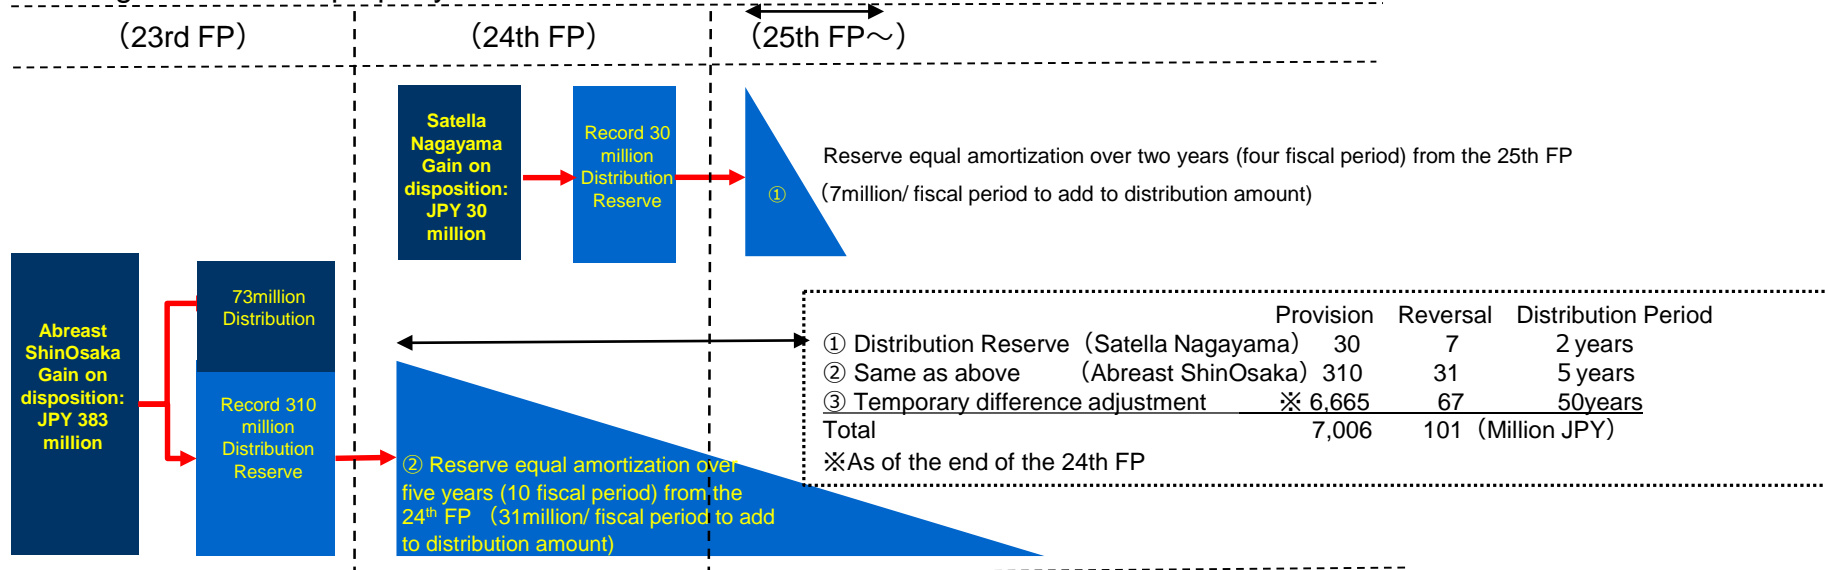 (23rd FP)
(24th FP)
(25th FP～)
Satella
Nagayama
Gain on
disposition:
JPY 30
million
Record 30
million
Distribution
Reserve
①
Reserve equal amortization over two years (four fiscal period) from the 25th FP
(7million/ fiscal period to add to distribution amount)
Abreast
ShinOsaka
Gain on
disposition:
JPY 383
million
73million
Distribution
Record 310
million
Distribution
Reserve
② Reserve equal amortization over
five years (10 fiscal period) from the
24th FP (31million/ fiscal period to add
to distribution amount)
Provision Reversal Distribution Period
① Distribution Reserve (Satella Nagayama) 30 7 2 years
② Same as above (Abreast ShinOsaka) 310 31 5 years
③ Temporary difference adjustment ※ 6,665 67 50years
Total 7,006 101 (Million JPY)
※As of the end of the 24th FP